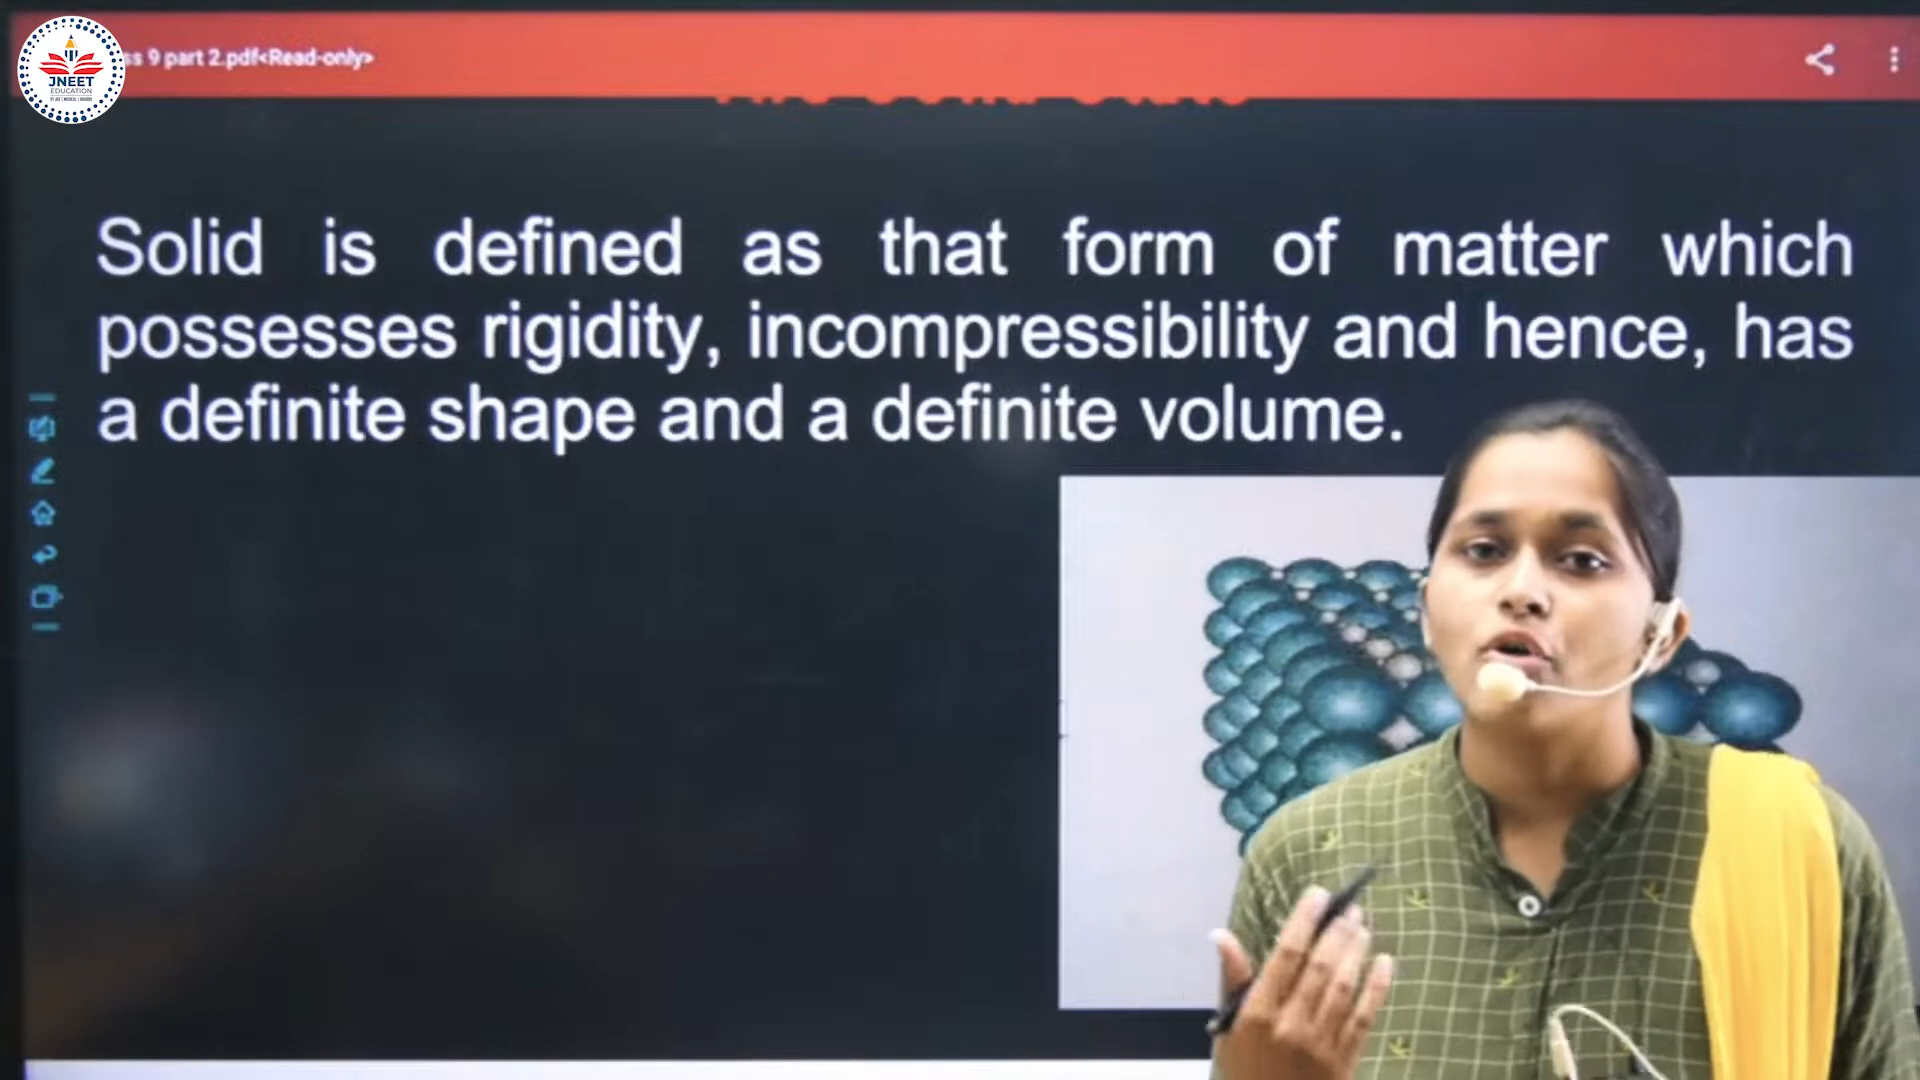 JNEET
EDUCATION
ss 9 part 2.pdf<Read-only>
Solid is defined as that form of matter which
possesses rigidity, incompressibility and hence, has
a definite shape and a definite volume.